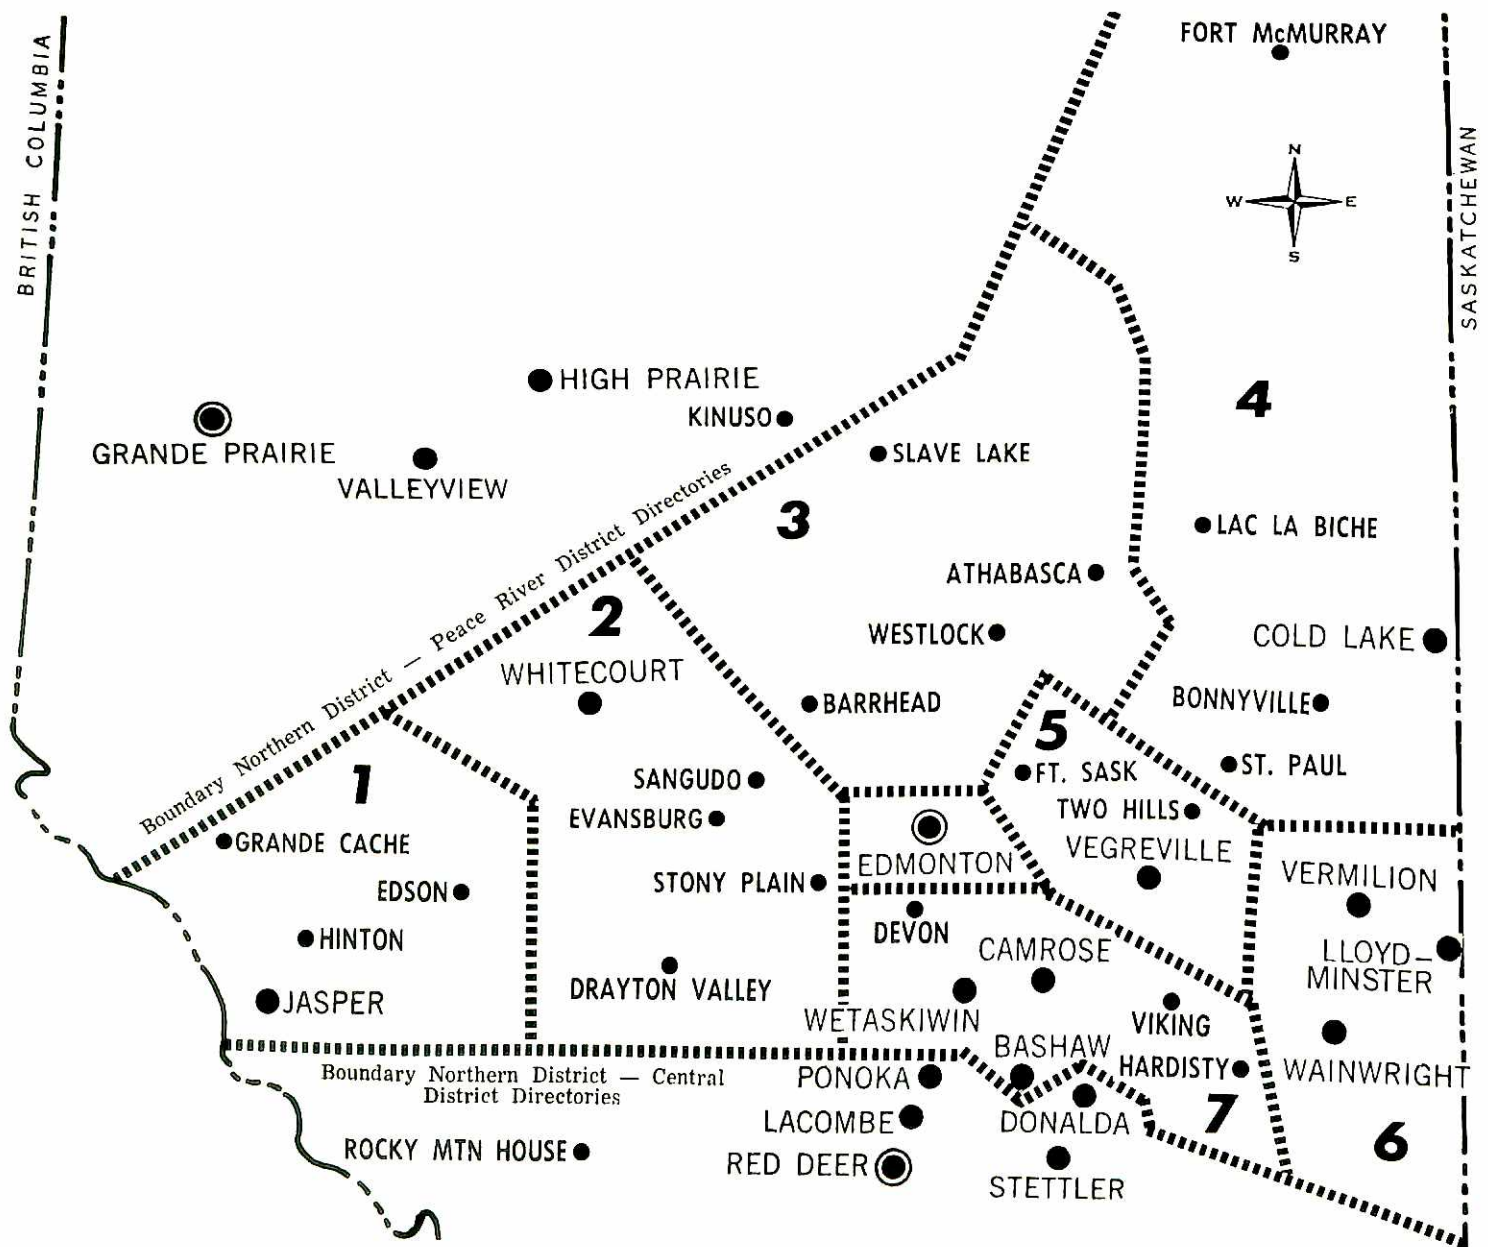 FORT McMURRAY
BRITISH COLUMBIA
SASKATCHEWAN
N
W E
S
HIGH PRAIRIE
4
KINUSO
GRANDE PRAIRIE
SLAVE LAKE
VALLEYVIEW
3
LAC LA BICHE
ATHABASCA
2
WESTLOCK
COLD LAKE
WHITECOURT
Boundary Northern District — Peace River District Directories
BARRHEAD
BONNYVILLE
5
ST. PAUL
1
SANGUDO
FT. SASK
EVANSBURG
TWO HILLS
GRANDE CACHE
VEGREVILLE
EDMONTON
VERMILION
EDSON
STONY PLAIN
DEVON
HINTON
CAMROSE
LLOYD-
MINSTER
DRAYTON VALLEY
JASPER
WETASKIWIN
VIKING
BASHAW
HARDISTY
WAINWRIGHT
Boundary Northern District — Central
District Directories
PONOKA
LACOMBE
DONALDA
7
6
ROCKY MTN HOUSE
RED DEER
STETTLER